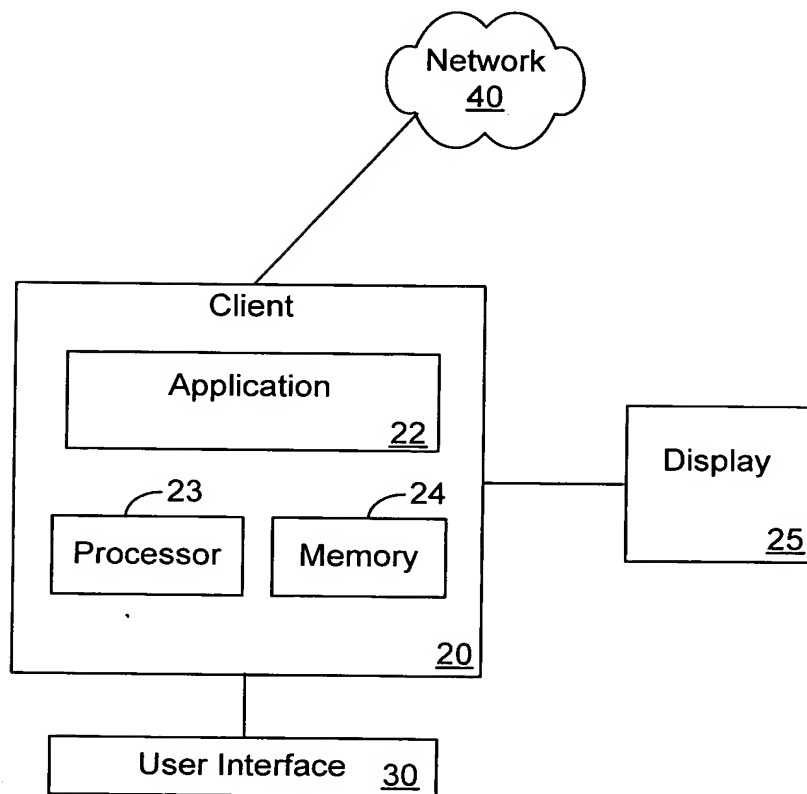 Network
40
Client
Application
22
23
Processor
24
Memory
20
Display
25
User Interface
30